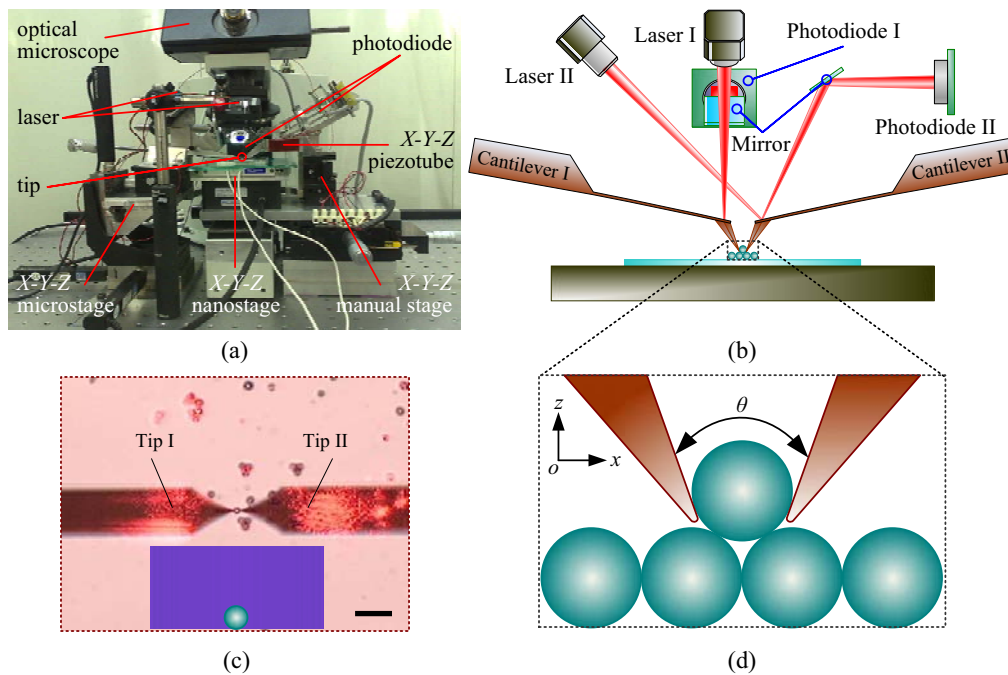 optical
microscope
photodiode
laser
X-Y-Z
piezotube
tip
X-Y-Z
microstage
X-Y-Z
nanostage
X-Y-Z
manual stage
(a)
Laser I
Photodiode I
Laser II
Mirror
Photodiode II
Cantilever I
Cantilever II
(b)
Tip I
Tip II
(c)
z
θ
o
x
(d)